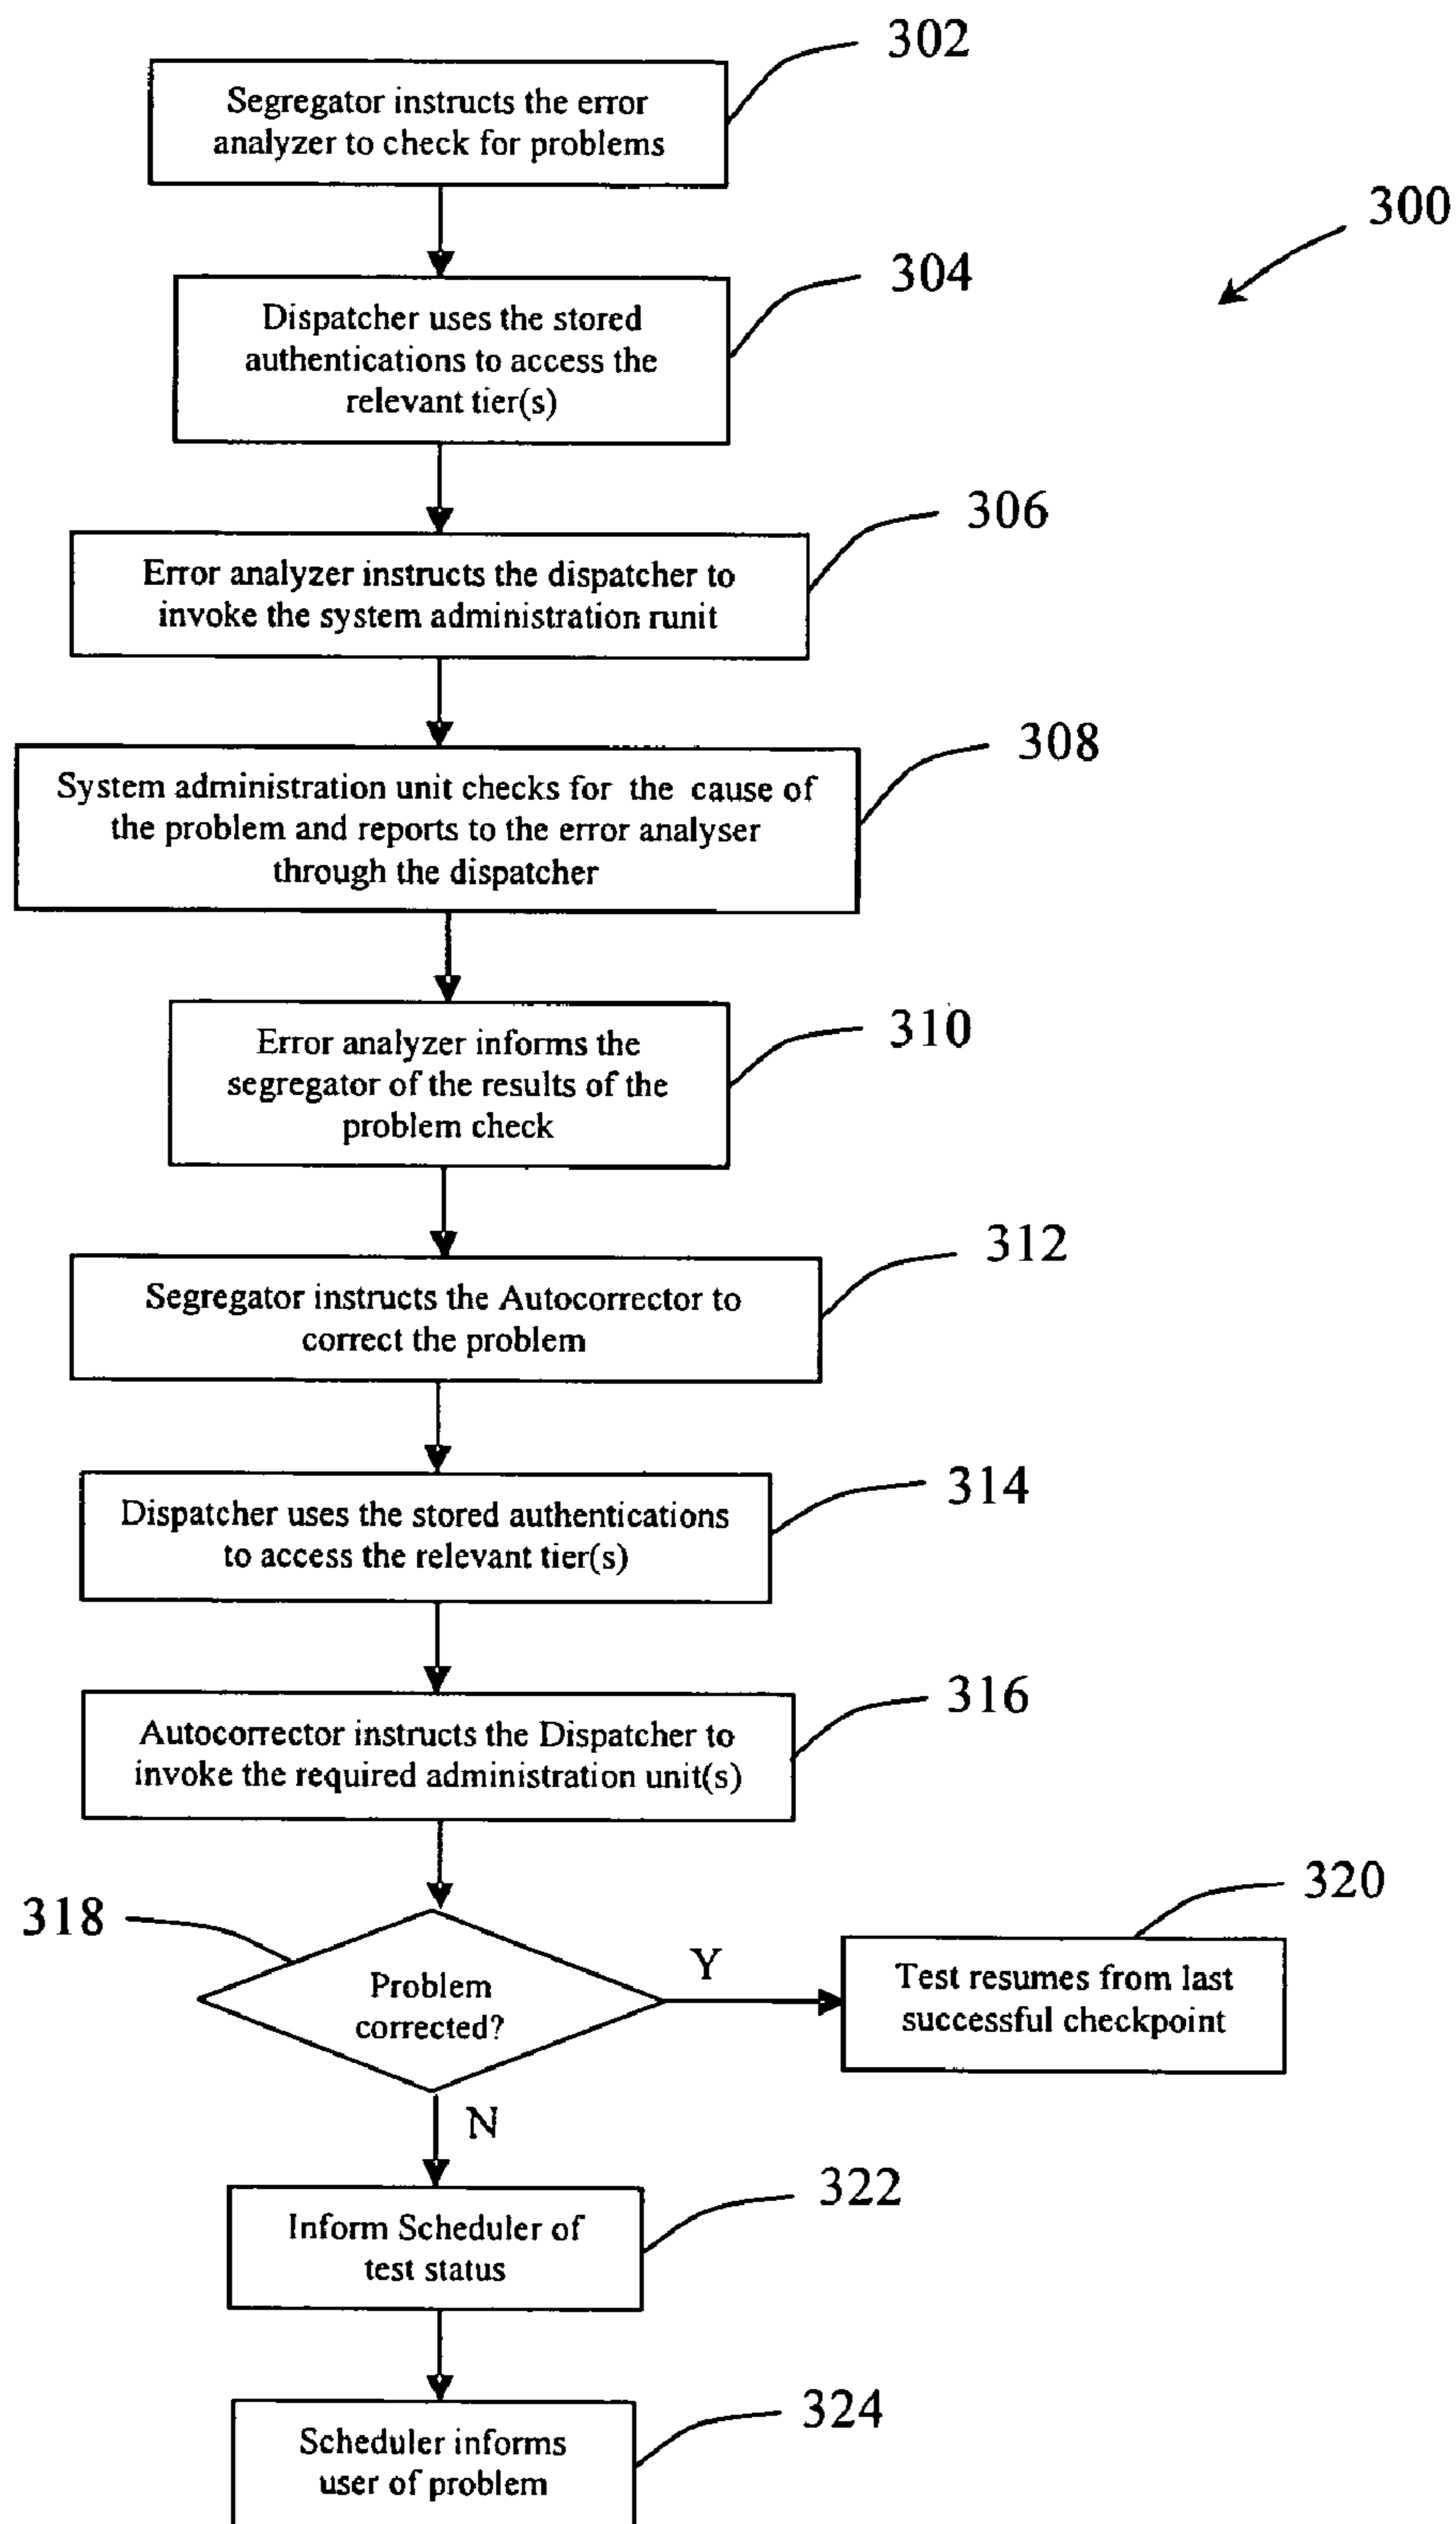 302
Segregator instructs the error
analyzer to check for problems
300
304
Dispatcher uses the stored
authentications to access the
relevant tier(s)
306
Error analyzer instructs the dispatcher to
invoke the system administration runit
308
System administration unit checks for the cause of
the problem and reports to the error analyser
through the dispatcher
310
Error analyzer informs the
segregator of the results of the
problem check
312
Segregator instructs the Autocorrector to
correct the problem
314
Dispatcher uses the stored authentications
to access the relevant tier(s)
316
Autocorrector instructs the Dispatcher to
invoke the required administration unit(s)
318
Problem
corrected?
Y
320
Test resumes from last
successful checkpoint
N
322
Inform Scheduler of
test status
324
Scheduler informs
user of problem